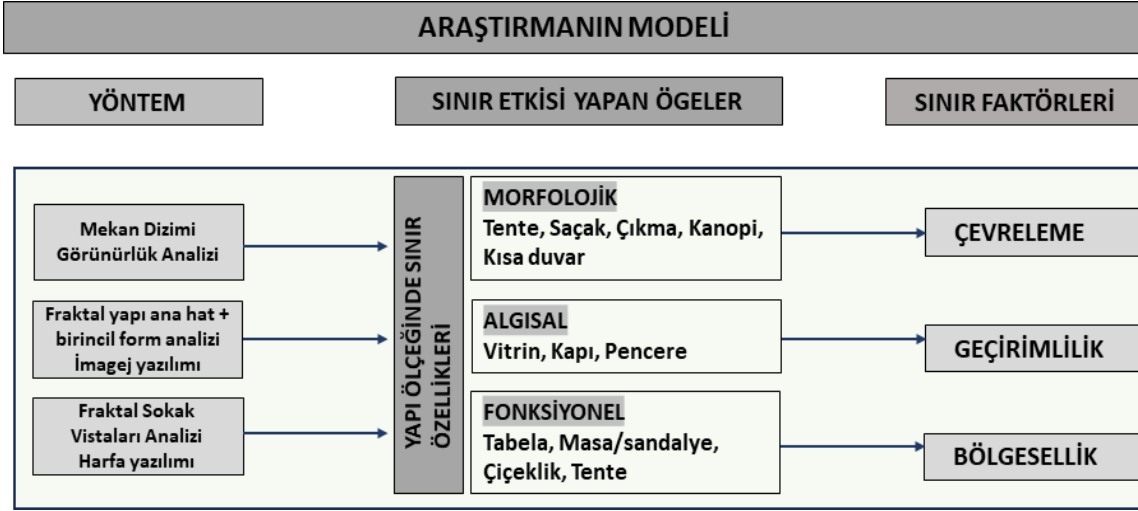 ARAŞTIRMANIN MODELİ
YÖNTEM
SINIR ETKİSİ YAPAN ÖGELER
SINIR FAKTÖRLERİ
Mekan Dizimi
Görünürlük Analizi
Fraktal yapı ana hat +
birincil form analizi
İmagej yazılımı
Fraktal Sokak
Vistaları Analizi
Harfa yazılımı
YAPI ÖLÇEĞİNDE SINIR
ÖZELLİKLERİ
MORFOLOJİK
Tente, Saçak, Çıkma, Kanopi,
Kısa duvar
ALGISAL
Vitrin, Kapı, Pencere
FONKSİYONEL
Tabela, Masa/sandalye,
Çiçeklik, Tente
ÇEVRELEME
GEÇİRİMLİLİK
BÖLGESELLİK